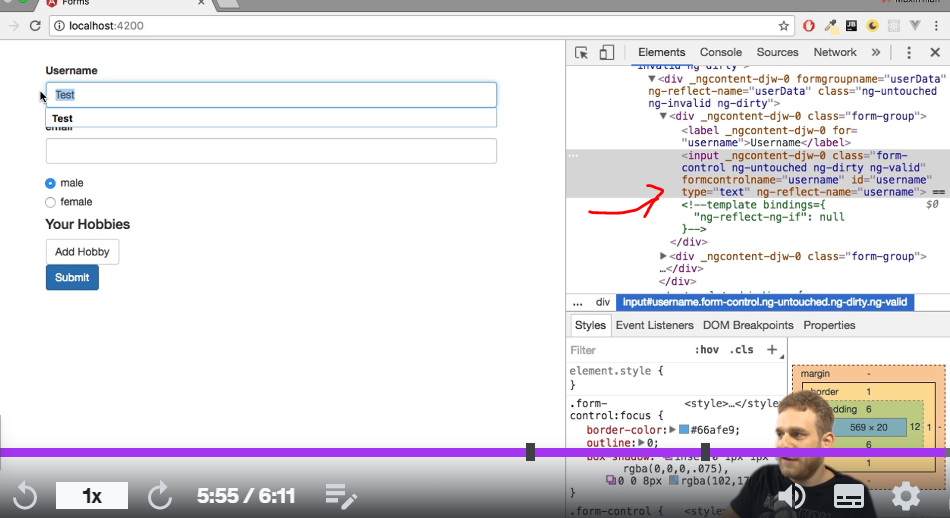 Forms
localhost:4200
Username
Test
Test
email
male
female
Your Hobbies
Add Hobby
Submit
Elements Console Sources Network »
invalid ng-dirty">
▼<div _ngcontent-djw-0 formgroupname="userData"
ng-reflect-name="userData" class="ng-untouched
ng-invalid ng-dirty">
▼<div _ngcontent-djw-0 class="form-group">
<label _ngcontent-djw-0 for=
"username">Username</label>
<input _ngcontent-djw-0 class="form-
control ng-untouched ng-dirty ng-valid"
formcontrolname="username" id="username"
type="text" ng-reflect-name="username"> ==
$0
<!--template bindings={
"ng-reflect-ng-if": null
}-->
</div>
▶<div _ngcontent-djw-0 class="form-group">
…</div>
</div>
... div input#username.form-control.ng-untouched.ng-dirty.ng-valid
Styles Event Listeners DOM Breakpoints Properties
Filter :hov .cls +
element.style {
}
.form- <style>…</style>
control:focus {
border-color:▶ #66afe9;
outline:▶0;
rgba(0,0,0,.075),
0 0 8px rgba(102,17
}
.form-control {
margin -
border 1
padding 6
569 × 20 12 1 -
6
1
-
1x 5:55 / 6:11